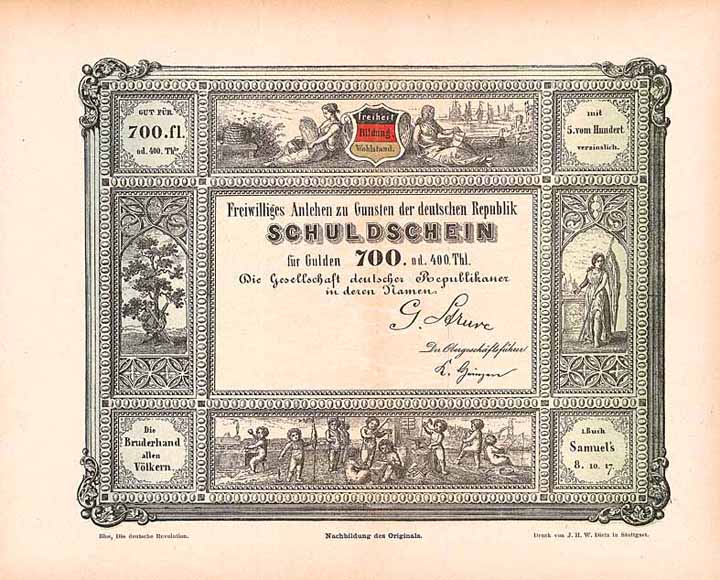 GUT FÜR
700.fl.
od. 400. Thlr
freiheit
Bildung.
Wohlstand.
mit
5. vom Hundert
verzinslich.
Freiwilliges Anlehen zu Gunsten der deutschen Republik
SCHULDSCHEIN
für Gulden 700. od. 400. Thl.
Die Gesellschaft deutscher Republikaner
in deren Namen.
G. Struve
Der Obergeschäftsführer
K. Heinzen
Die
Bruderhand
allen
Völkern.
1. Buch
Samuel's
8. 10. 17.
Blos, Die deutsche Revolution.
Nachbildung des Originals.
Druck von J. H. W. Dietz in Stuttgart.